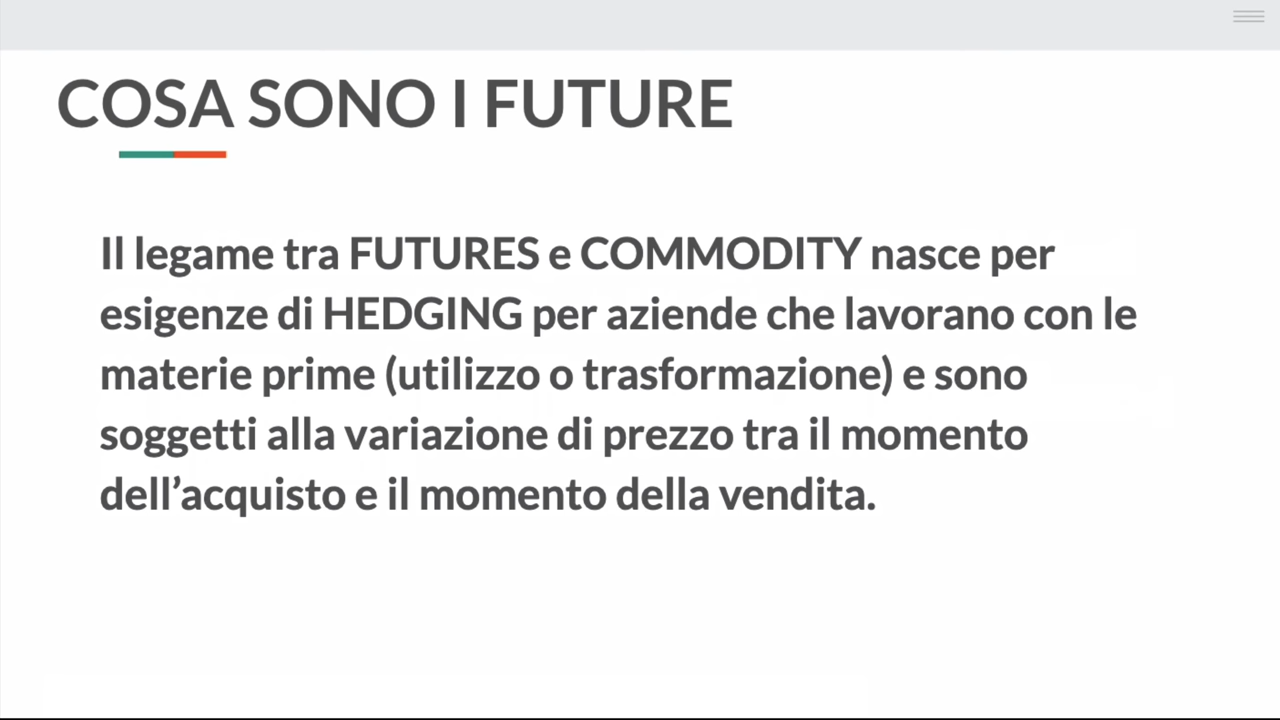 COSA SONO I FUTURE
Il legame tra FUTURES e COMMODITY nasce per
esigenze di HEDGING per aziende che lavorano con le
materie prime (utilizzo o trasformazione) e sono
soggetti alla variazione di prezzo tra il momento
dell’acquisto e il momento della vendita.